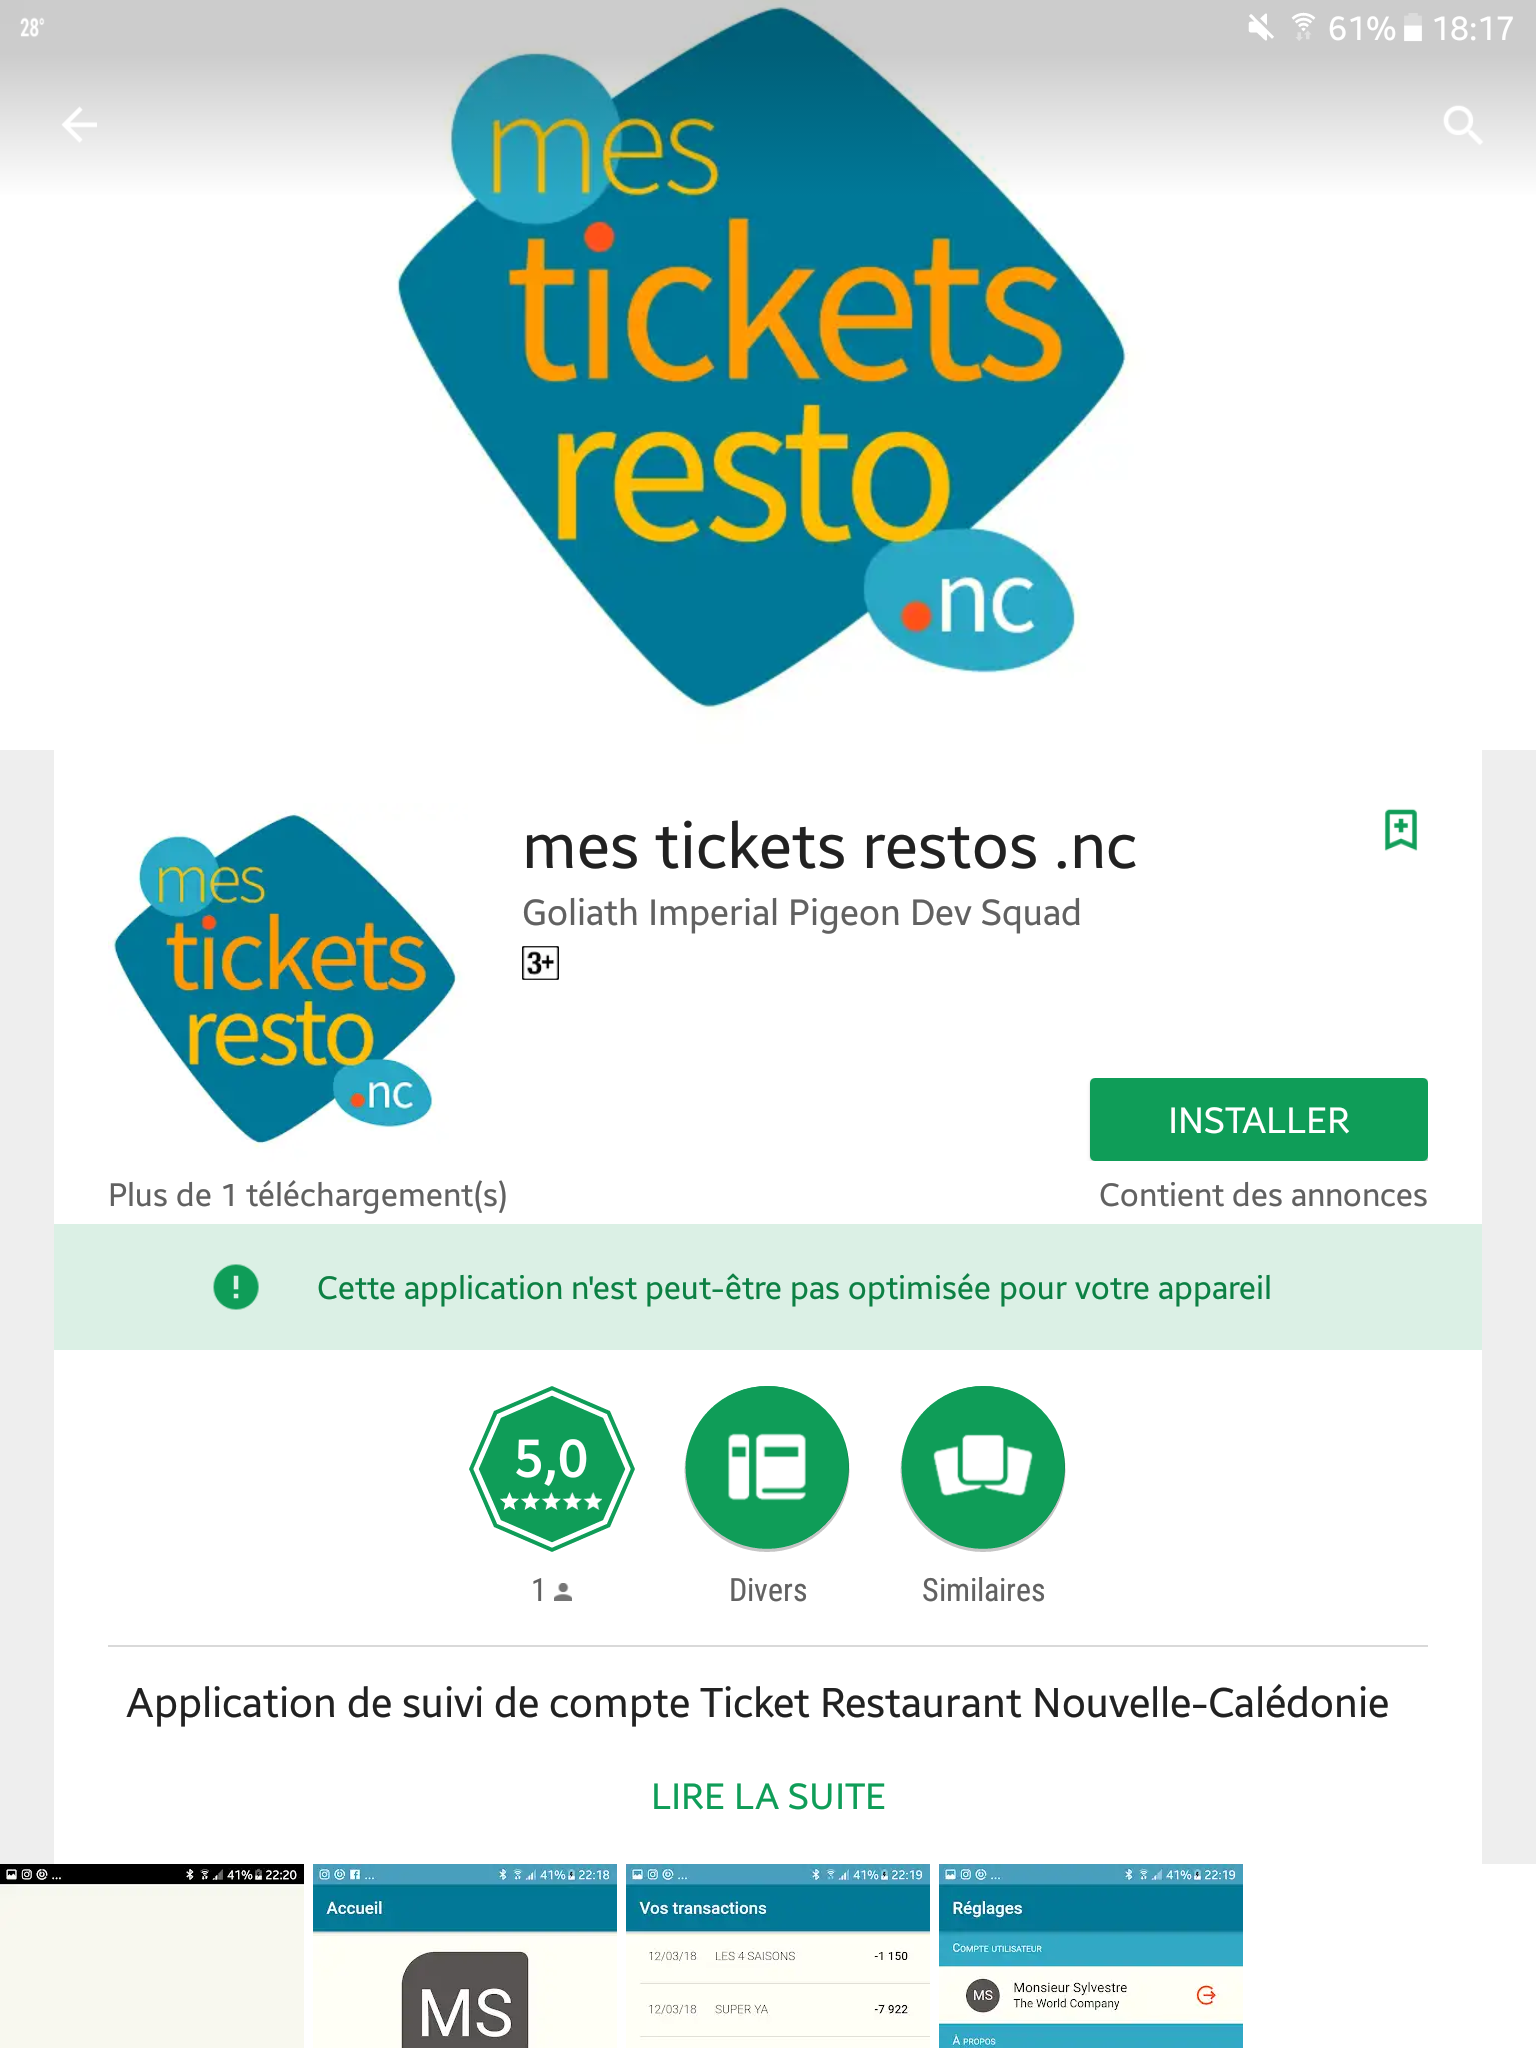 28°
61% 18:17
mes
tickets
resto
.nc
mes
tickets
resto
.nc
mes tickets restos .nc
Goliath Imperial Pigeon Dev Squad
3+
INSTALLER
Plus de 1 téléchargement(s)
Contient des annonces
Cette application n'est peut-être pas optimisée pour votre appareil
5,0
1
Divers
Similaires
Application de suivi de compte Ticket Restaurant Nouvelle-Calédonie
LIRE LA SUITE
... 41% 22:20
... 41% 22:18
Accueil
MS
... 41% 22:19
Vos transactions
12/03/18 LES 4 SAISONS -1 150
12/03/18 SUPER YA -7 922
... 41% 22:19
Réglages
COMPTE UTILISATEUR
MS
Monsieur Sylvestre
The World Company
À PROPOS